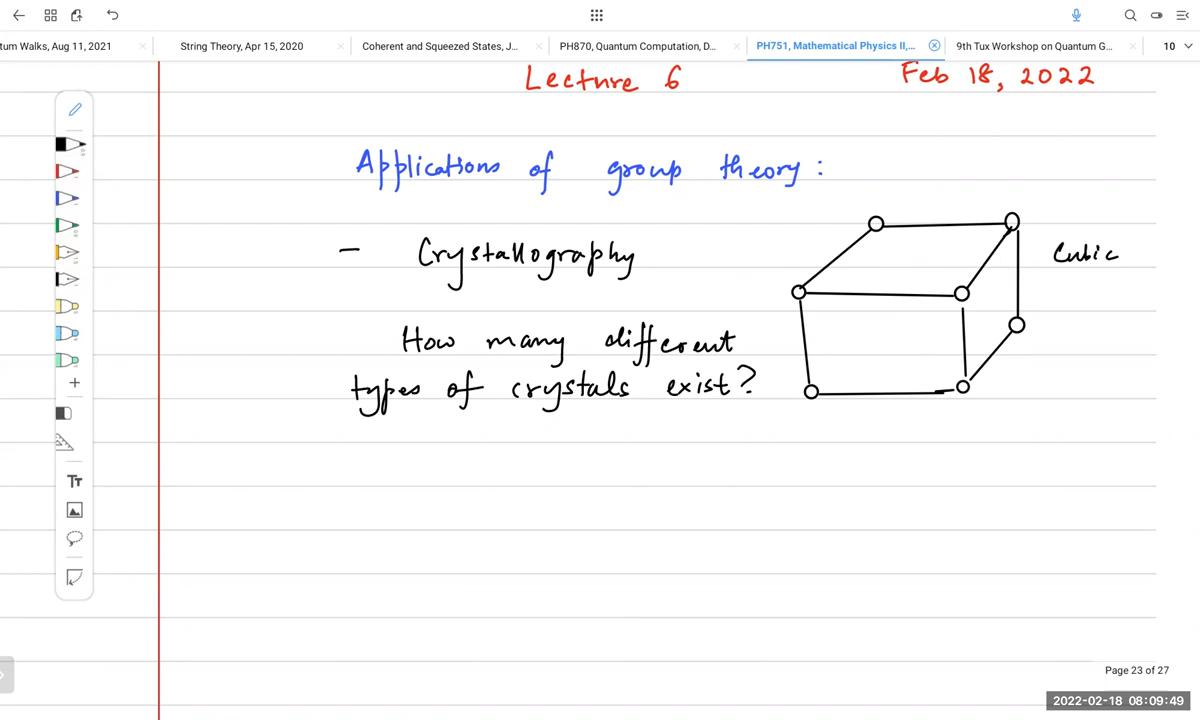 tum Walks, Aug 11, 2021
String Theory, Apr 15, 2020
Coherent and Squeezed States, J...
PH870, Quantum Computation, D...
PH751, Mathematical Physics II,...
9th Tux Workshop on Quantum G...
10
Lecture 6
Feb 18, 2022
Applications of group theory :
- Crystallography
Cubic
How many different
types of crystals exist?
TT
Page 23 of 27
2022-02-18 08:09:49